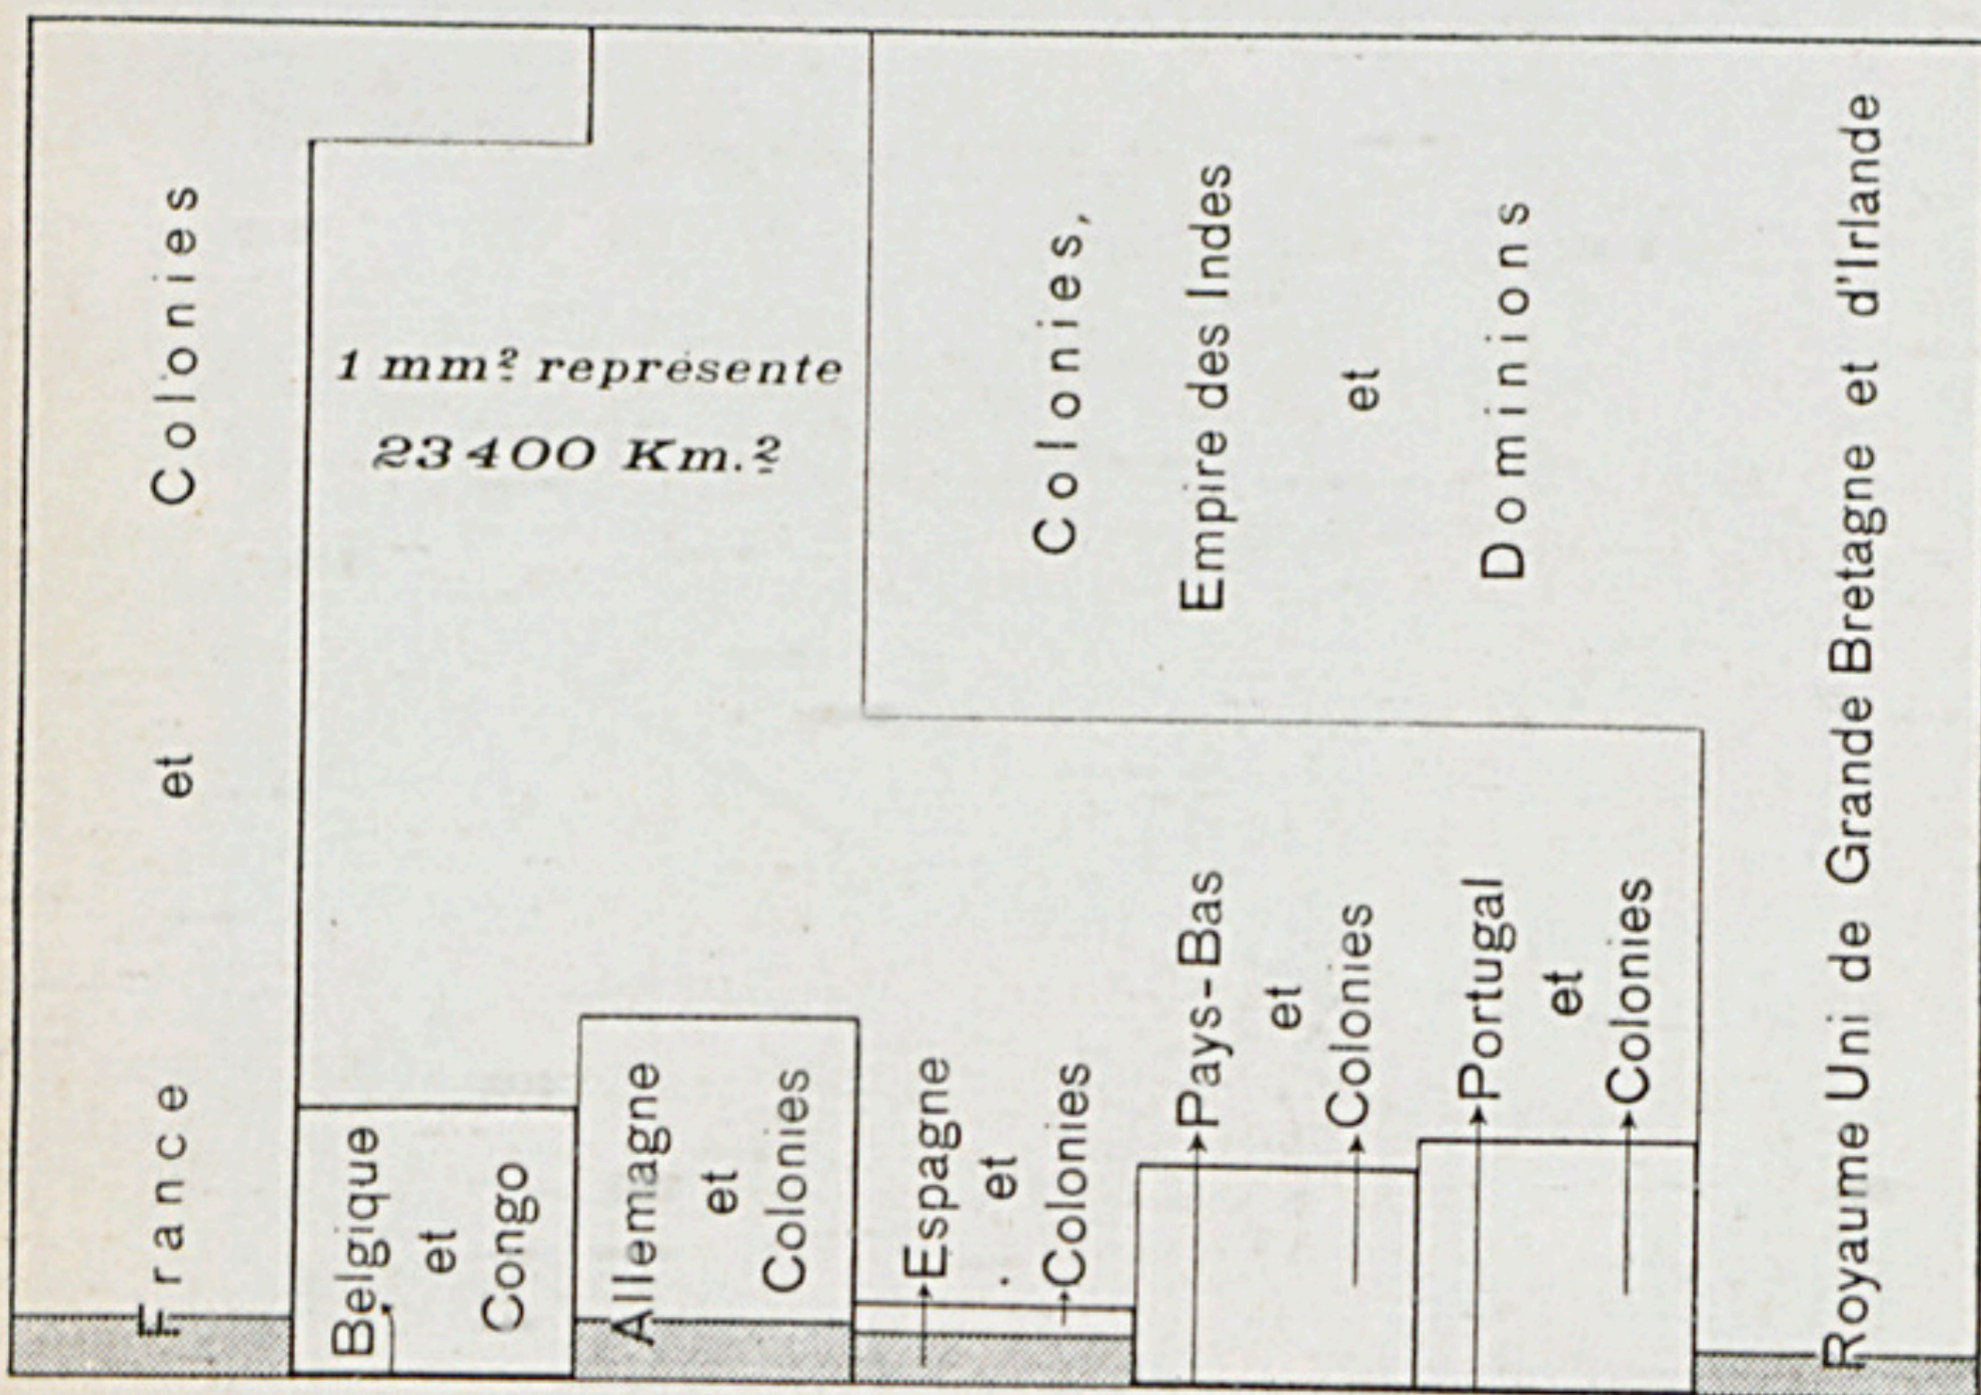 France et Colonies
Belgique
et
Congo
Allemagne
et
Colonies
Espagne
et
Colonies
Pays-Bas
et
Colonies
Portugal
et
Colonies
Royaume Uni de Grande Bretagne et d'Irlande
Colonies,
Empire des Indes
et
Dominions
1 mm² représente
23400 Km.²